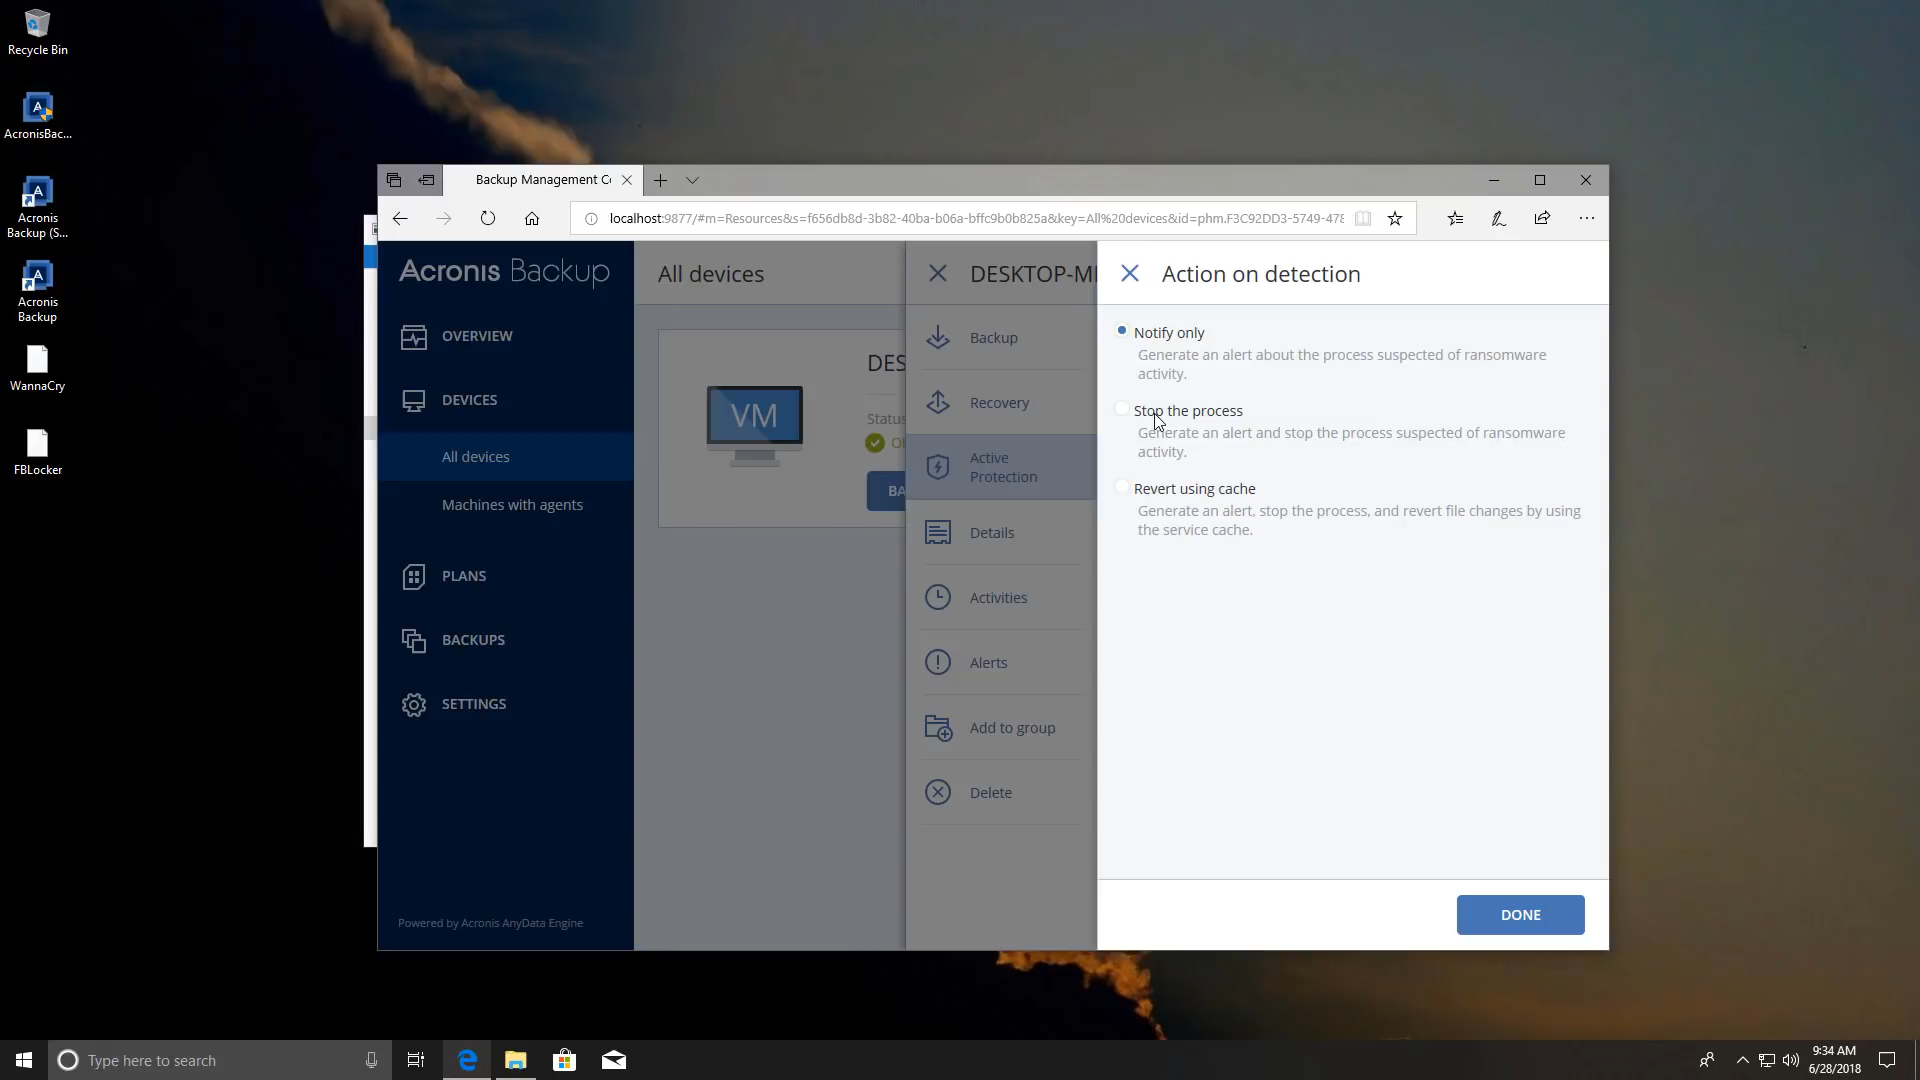 Recycle Bin
AcronisBac...
Acronis
Backup (S...
Acronis
Backup
WannaCry
FBLocker
Backup Management C
localhost:9877/#m=Resources&s=f656db8d-3b82-40ba-b06a-bffc9b0b825a&key=All%20devices&id=phm.F3C92DD3-5749-478
Acronis Backup
OVERVIEW
DEVICES
All devices
Machines with agents
PLANS
BACKUPS
SETTINGS
Powered by Acronis AnyData Engine
All devices
VM
DES
Status
BA
DESKTOP-M
Backup
Recovery
Active
Protection
Details
Activities
Alerts
Add to group
Delete
Action on detection
Notify only
Generate an alert about the process suspected of ransomware
activity.
Stop the process
Generate an alert and stop the process suspected of ransomware
activity.
Revert using cache
Generate an alert, stop the process, and revert file changes by using
the service cache.
DONE
Type here to search
9:34 AM
6/28/2018